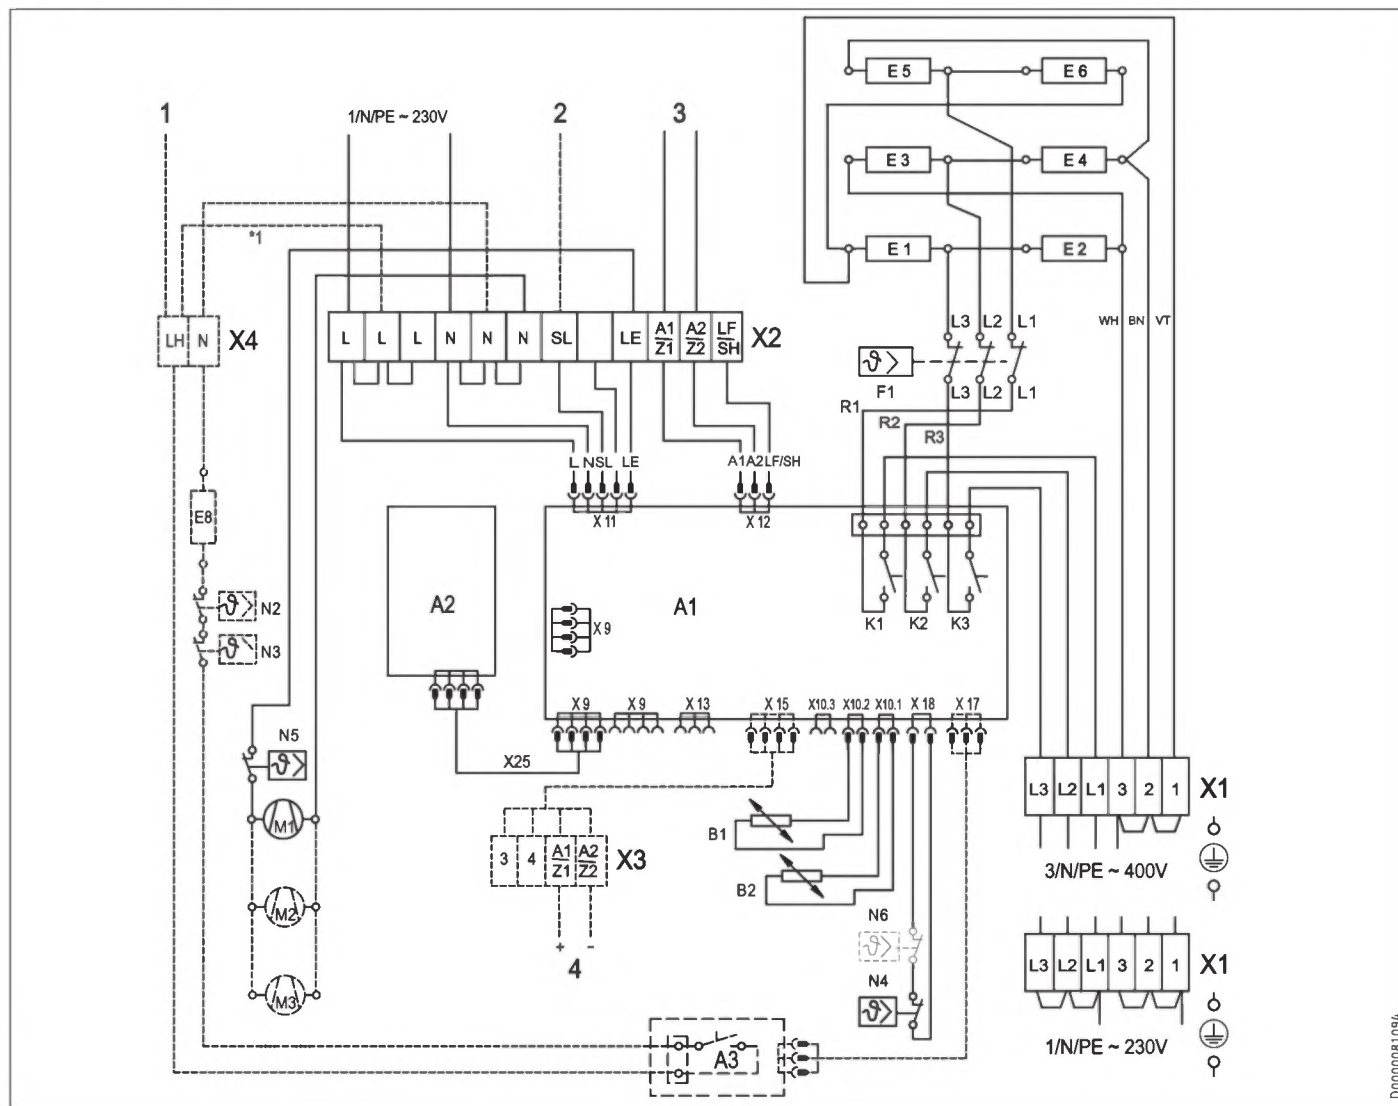 E 5 E 6
1 1/N/PE ~ 230V 2 3
E 3 E 4
*1
E 1 E 2
L3 L2 L1 WH BN VT
LH N X4
L L L N N N SL LE A1/Z1 A2/Z2 LF/SH X2
F1
L3 L2 L1
R1
R2
R3
L N SL LE A1 A2 LF/SH
X 11 X 12
E8
A2 A1
N2
X 9
K1 K2 K3
N3
X 9 X 9 X 13 X 15 X10.3 X10.2 X10.1 X 18 X 17
N5
X25
L3 L2 L1 3 2 1 X1
M1
B1
3 4 A1/Z1 A2/Z2 X3
3/N/PE ~ 400V
B2
M2
N6
+ -
4
L3 L2 L1 3 2 1 X1
N4
M3
A3
1/N/PE ~ 230V